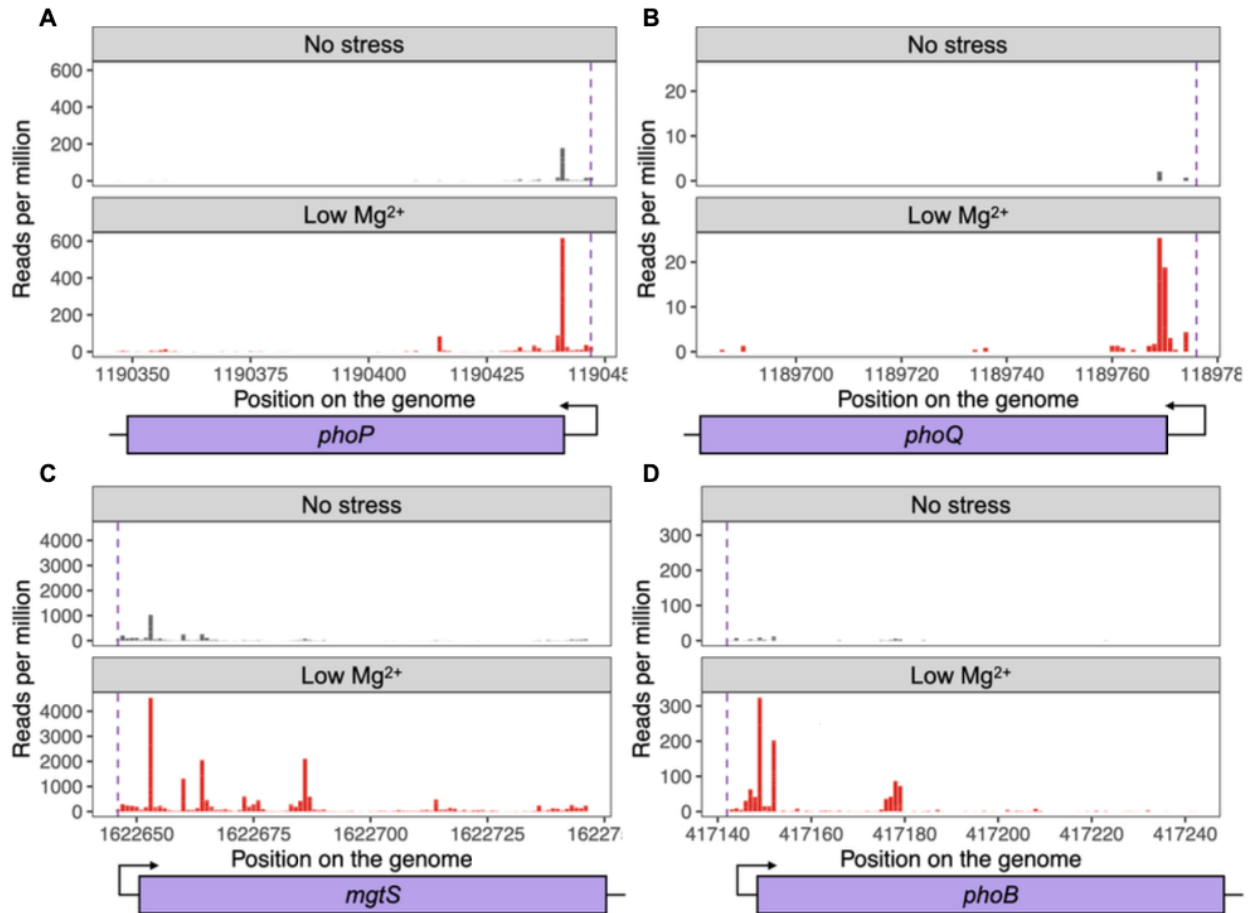 A
No stress
600
400
200
0
Low Mg²⁺
600
400
200
0
Reads per million
1190350 1190375 1190400 1190425 119045
Position on the genome
phoP
B
No stress
20
10
0
Low Mg²⁺
20
10
0
Reads per million
1189700 1189720 1189740 1189760 118978
Position on the genome
phoQ
C
No stress
4000
3000
2000
1000
0
Low Mg²⁺
4000
3000
2000
1000
0
Reads per million
1622650 1622675 1622700 1622725 16227
Position on the genome
mgtS
D
No stress
300
200
100
0
Low Mg²⁺
300
200
100
0
Reads per million
417140 417160 417180 417200 417220 417240
Position on the genome
phoB